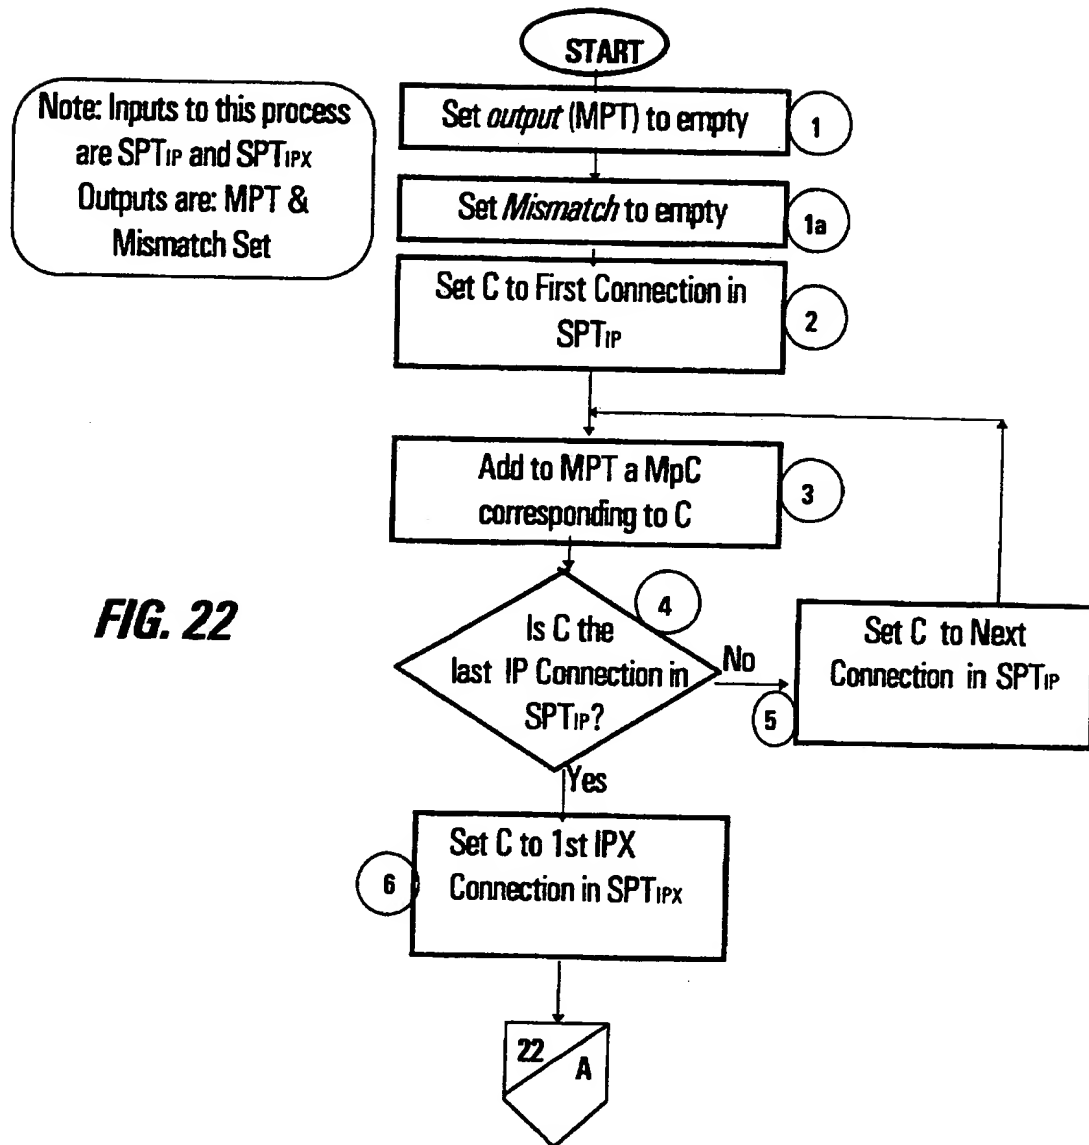 START
Note: Inputs to this process
are SPTIP and SPTIPX
Outputs are: MPT &
Mismatch Set
Set output (MPT) to empty
1
Set Mismatch to empty
1a
Set C to First Connection in
SPTIP
2
Add to MPT a MpC
corresponding to C
3
FIG. 22
4
Is C the
last IP Connection in
SPTIP?
No
5
Set C to Next
Connection in SPTIP
Yes
6
Set C to 1st IPX
Connection in SPTIPX
22
A